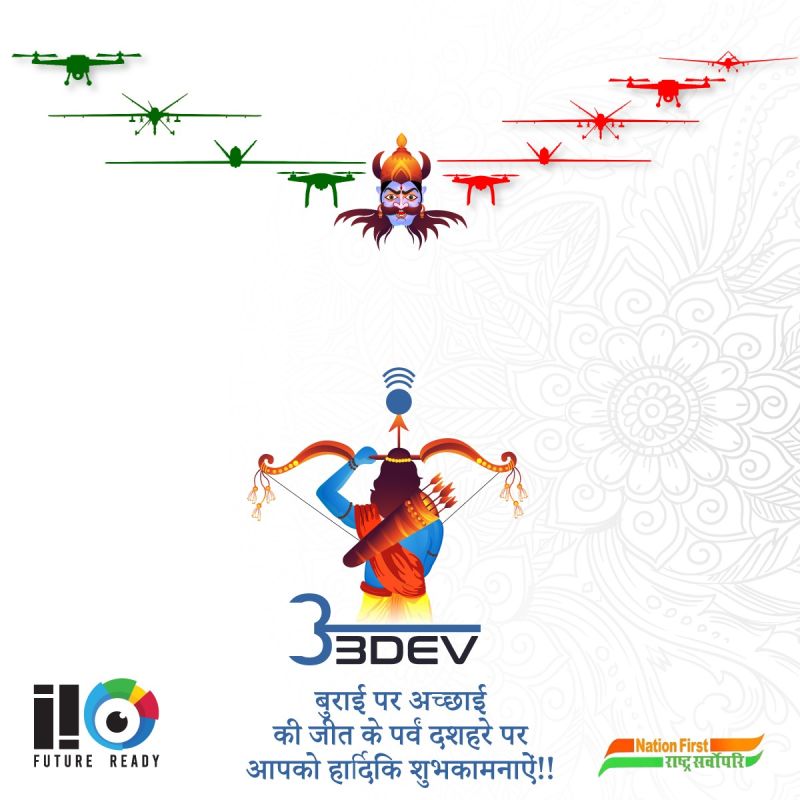 3DEV
बुराई पर अच्छाई
की जीत के पर्व दशहरे पर
आपको हार्दिकि शुभकामनाऐं!!
FUTURE READY
Nation First
राष्ट्र सर्वोपरि